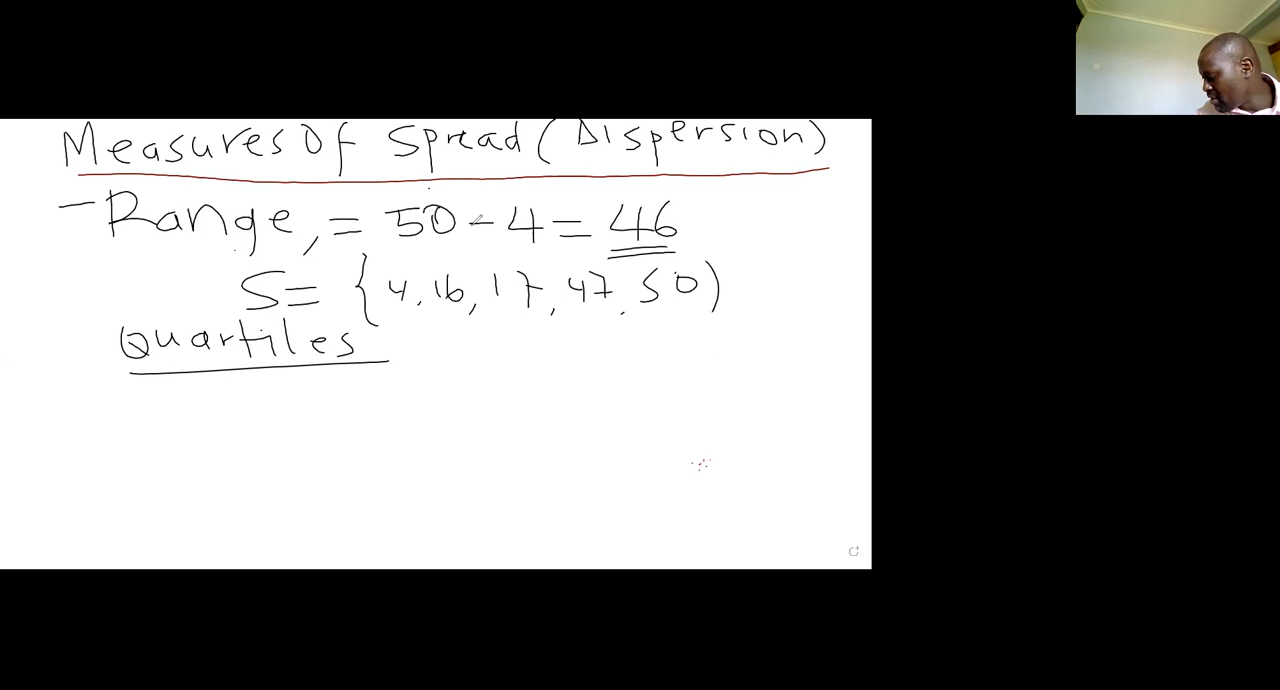 Measures Of Spread (Dispersion)
- Range, = 50 - 4 = 46
S = { 4, 16, 17, 47, 50 )
Quartiles